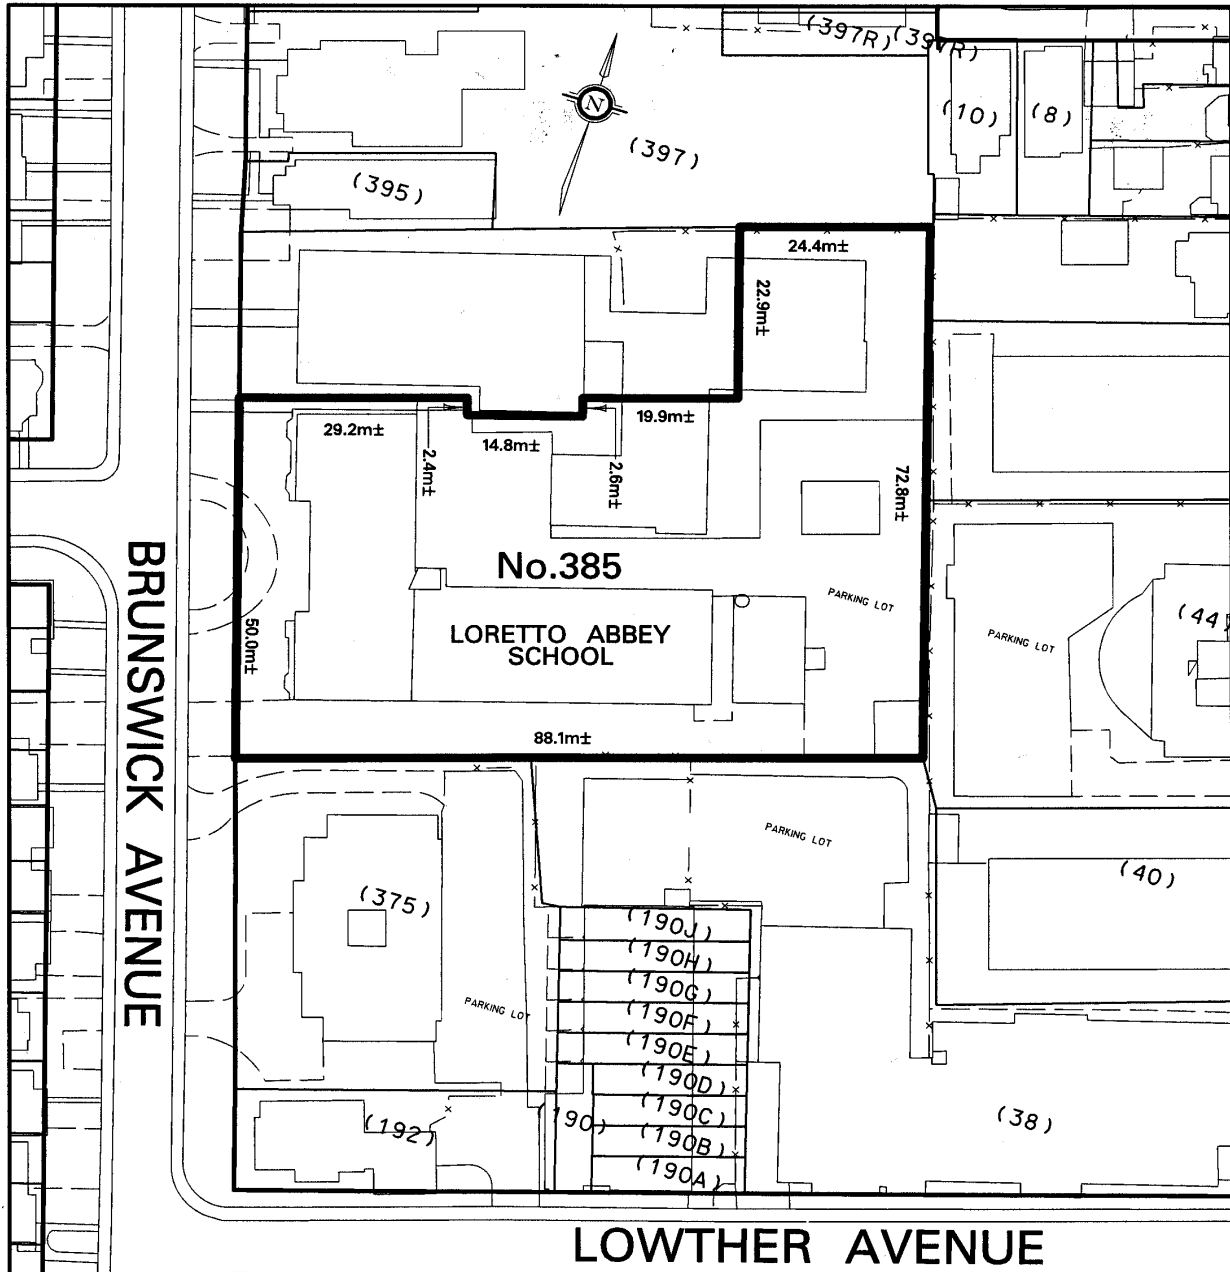 (397R) (397R)
(10)
(8)
N
(397)
(395)
24.4m±
22.9m±
29.2m±
14.8m±
19.9m±
2.4m±
2.6m±
72.8m±
No.385
PARKING LOT
LORETTO ABBEY
SCHOOL
50.0m±
88.1m±
PARKING LOT
(44)
BRUNSWICK AVENUE
PARKING LOT
(40)
(375)
(190J)
(190H)
(190G)
(190F)
(190E)
(190D)
(190C)
(190B)
(190A)
PARKING LOT
(192)
(190)
(38)
LOWTHER AVENUE